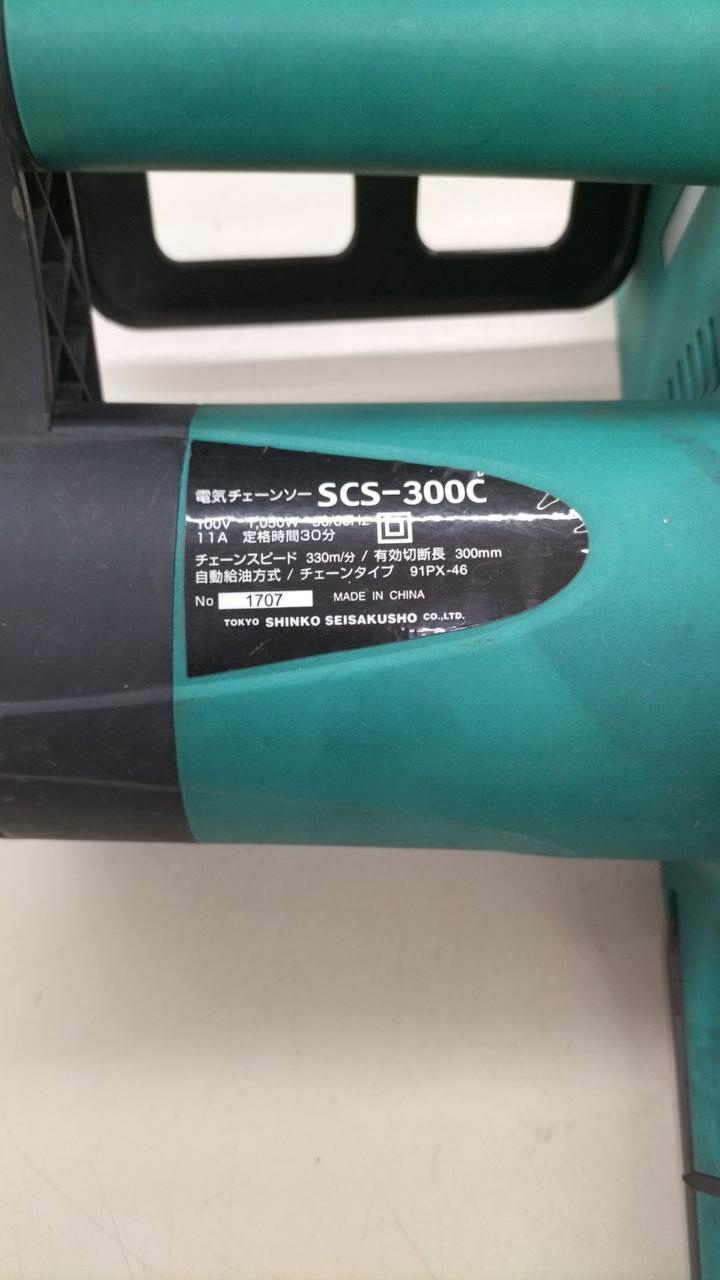 電気チェーンソー SCS-300C
100V 1,050W 50/60Hz
11A 定格時間30分
チェーンスピード 330m/分 / 有効切断長 300mm
自動給油方式 / チェーンタイプ 91PX-46
No 1707 MADE IN CHINA
TOKYO SHINKO SEISAKUSHO CO.,LTD.